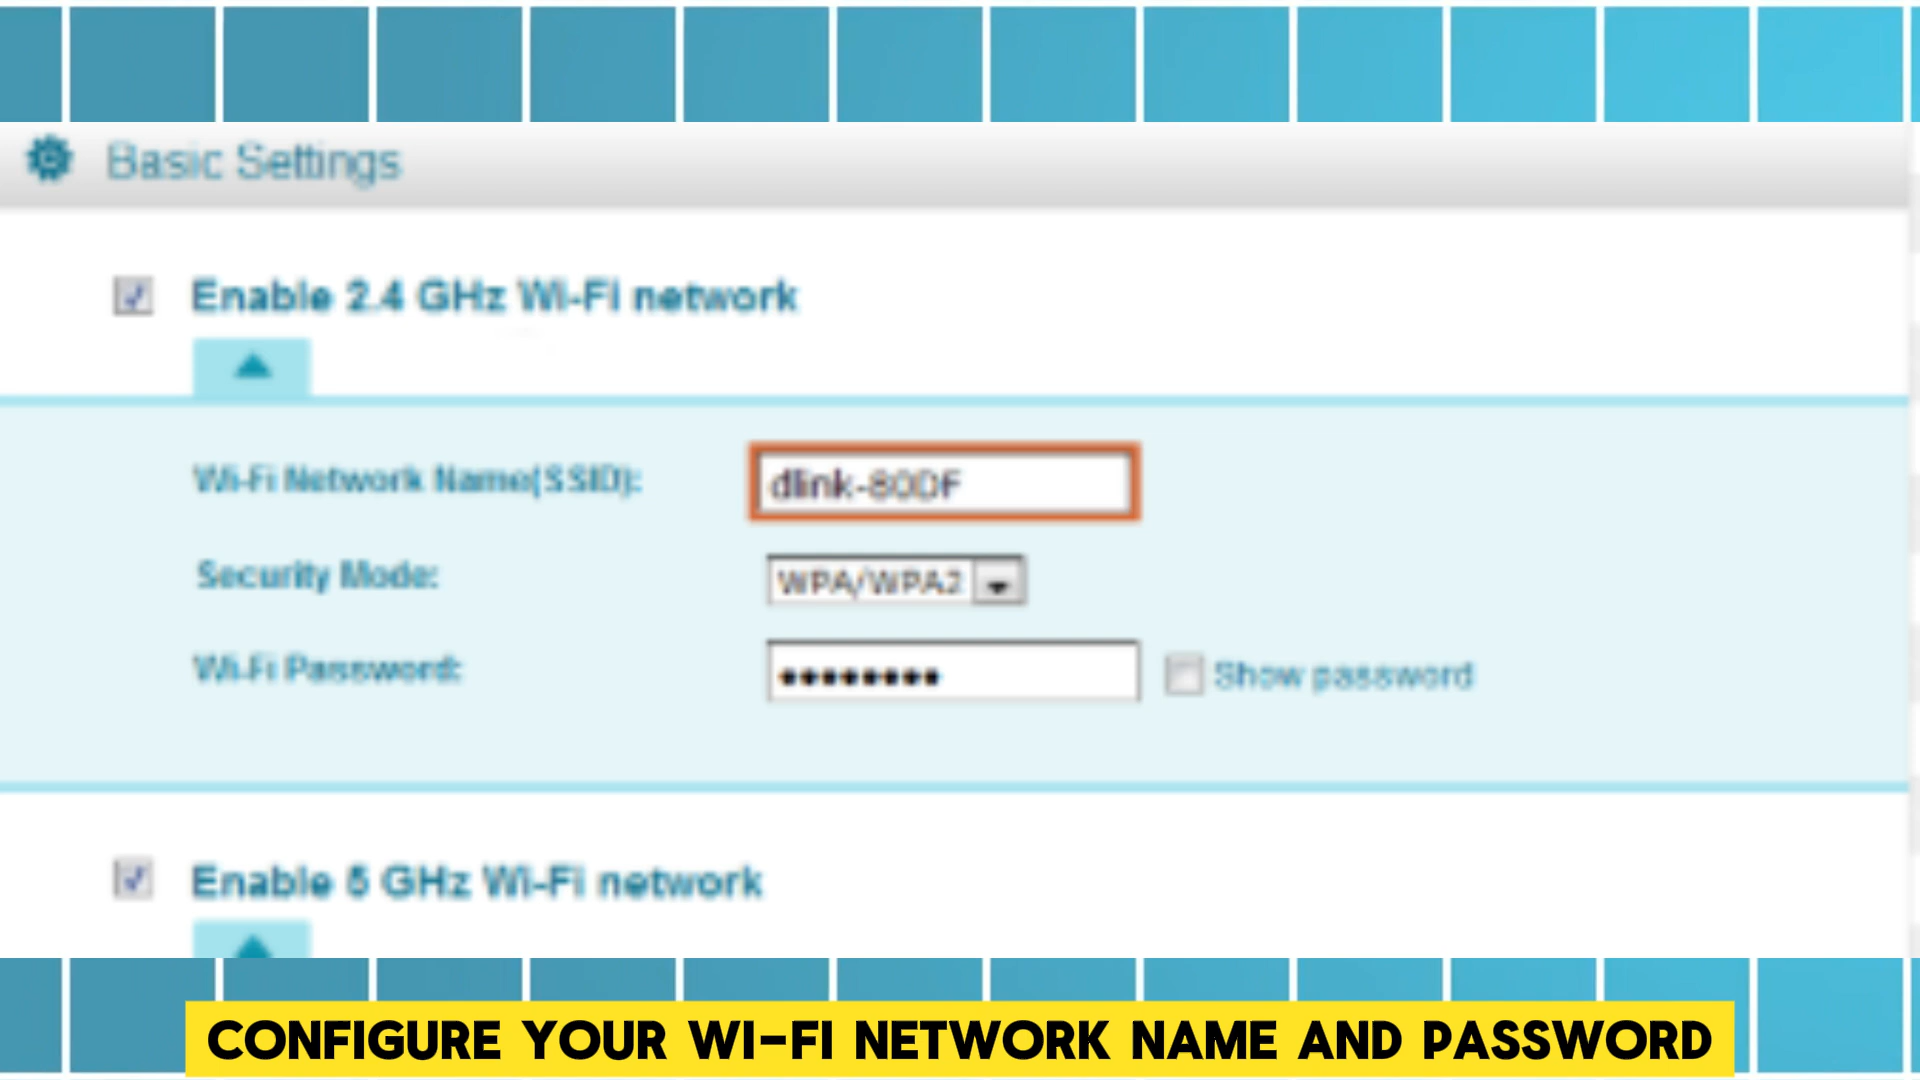 Basic Settings
Enable 2.4 GHz Wi-Fi network
Wi-Fi Network Name(SSID):
dlink-80DF
Security Mode:
WPA/WPA2
Wi-Fi Password:
••••••••
Show password
Enable 5 GHz Wi-Fi network
CONFIGURE YOUR WI-FI NETWORK NAME AND PASSWORD